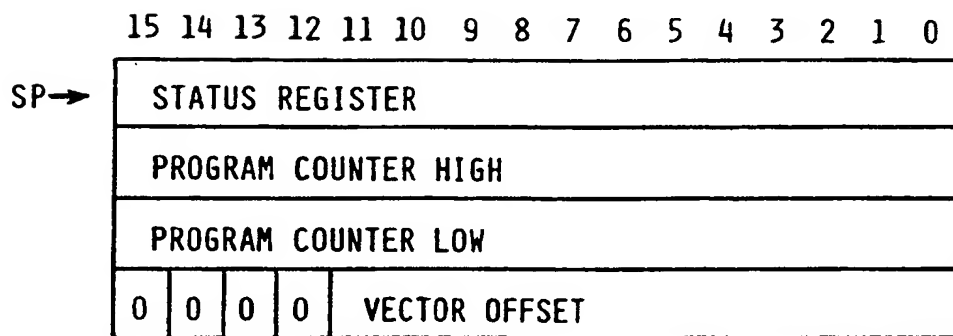 15 14 13 12 11 10 9 8 7 6 5 4 3 2 1 0
SP→ STATUS REGISTER
PROGRAM COUNTER HIGH
PROGRAM COUNTER LOW
0 0 0 0 VECTOR OFFSET